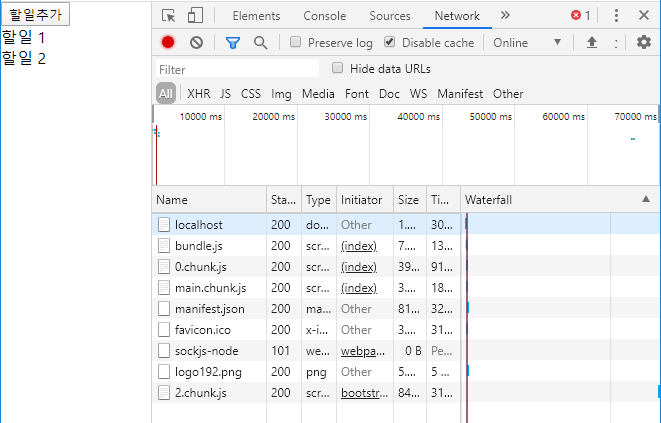 할일추가
할일 1
할일 2
Elements Console Sources Network 1
Preserve log Disable cache Online
Filter Hide data URLs
All XHR JS CSS Img Media Font Doc WS Manifest Other
10000 ms 20000 ms 30000 ms 40000 ms 50000 ms 60000 ms 70000 ms
Name Sta... Type Initiator Size Ti... Waterfall
localhost 200 do... Other 1.... 30...
bundle.js 200 scr... (index) 7.... 13...
0.chunk.js 200 scr... (index) 39... 91...
main.chunk.js 200 scr... (index) 3.... 18...
manifest.json 200 ma... Other 81... 32...
favicon.ico 200 x-i... Other 3.... 31...
sockjs-node 101 we... webpa... 0 B Pe...
logo192.png 200 png Other 5.... 5 ...
2.chunk.js 200 scr... bootstr... 84... 31...